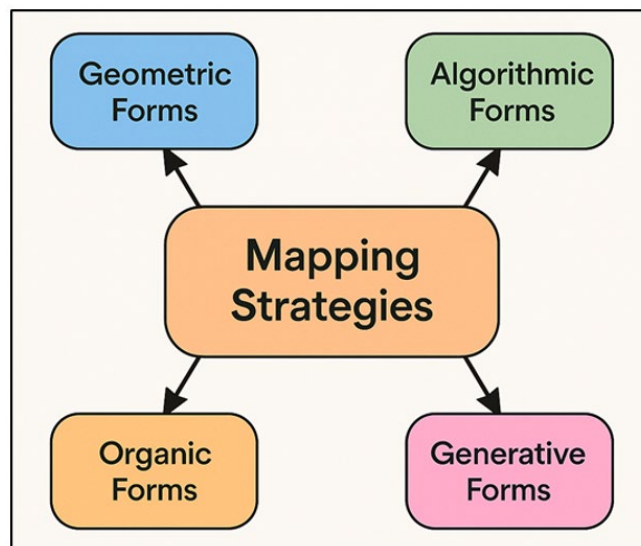 Geometric
Forms
Algorithmic
Forms
Mapping
Strategies
Organic
Forms
Generative
Forms